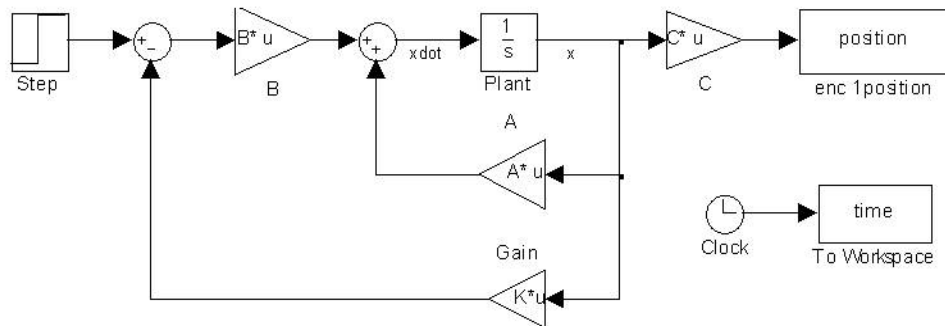 Step
+
−
B* u
B
+
+
xdot
1
s
Plant
x
C* u
C
position
enc 1position
A
A* u
Gain
K*u
Clock
time
To Workspace